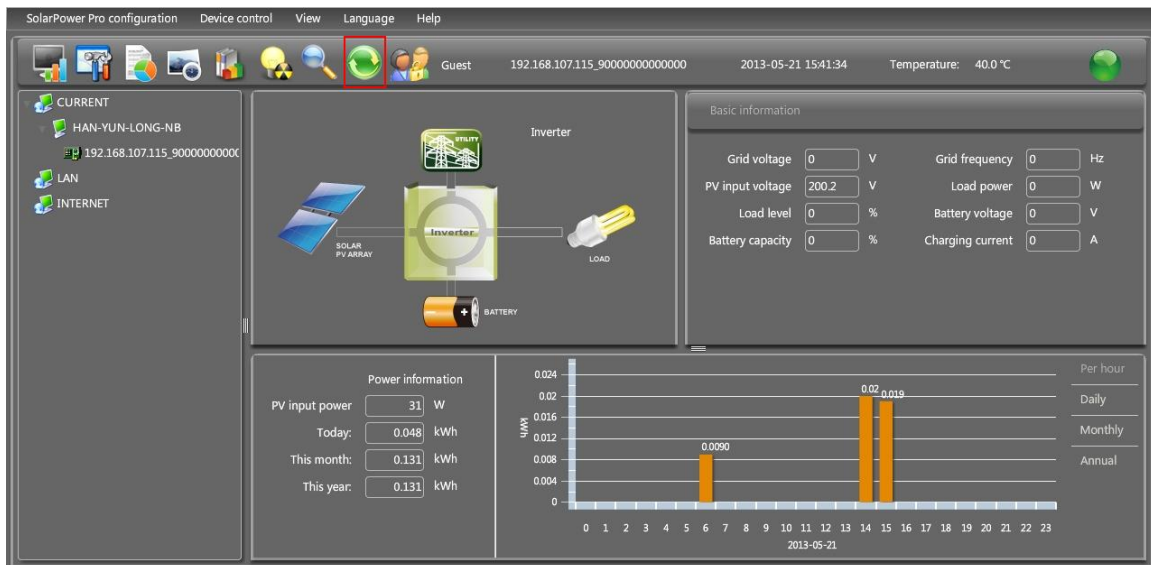 SolarPower Pro configuration Device control View Language Help
Guest 192.168.107.115_90000000000000 2013-05-21 15:41:34 Temperature: 40.0 ℃
CURRENT
HAN-YUN-LONG-NB
192.168.107.115_9000000000
LAN
INTERNET
Inverter
UTILITY
Inverter
SOLAR
PV ARRAY
LOAD
BATTERY
Basic information
Grid voltage 0 V Grid frequency 0 Hz
PV input voltage 200.2 V Load power 0 W
Load level 0 % Battery voltage 0 V
Battery capacity 0 % Charging current 0 A
Power information
PV input power 31 W
Today: 0.048 kWh
This month: 0.131 kWh
This year: 0.131 kWh
kWh
0.024
0.02
0.016
0.012
0.008
0.004
0
0.0090
0.02
0.019
0 1 2 3 4 5 6 7 8 9 10 11 12 13 14 15 16 17 18 19 20 21 22 23
2013-05-21
Per hour
Daily
Monthly
Annual